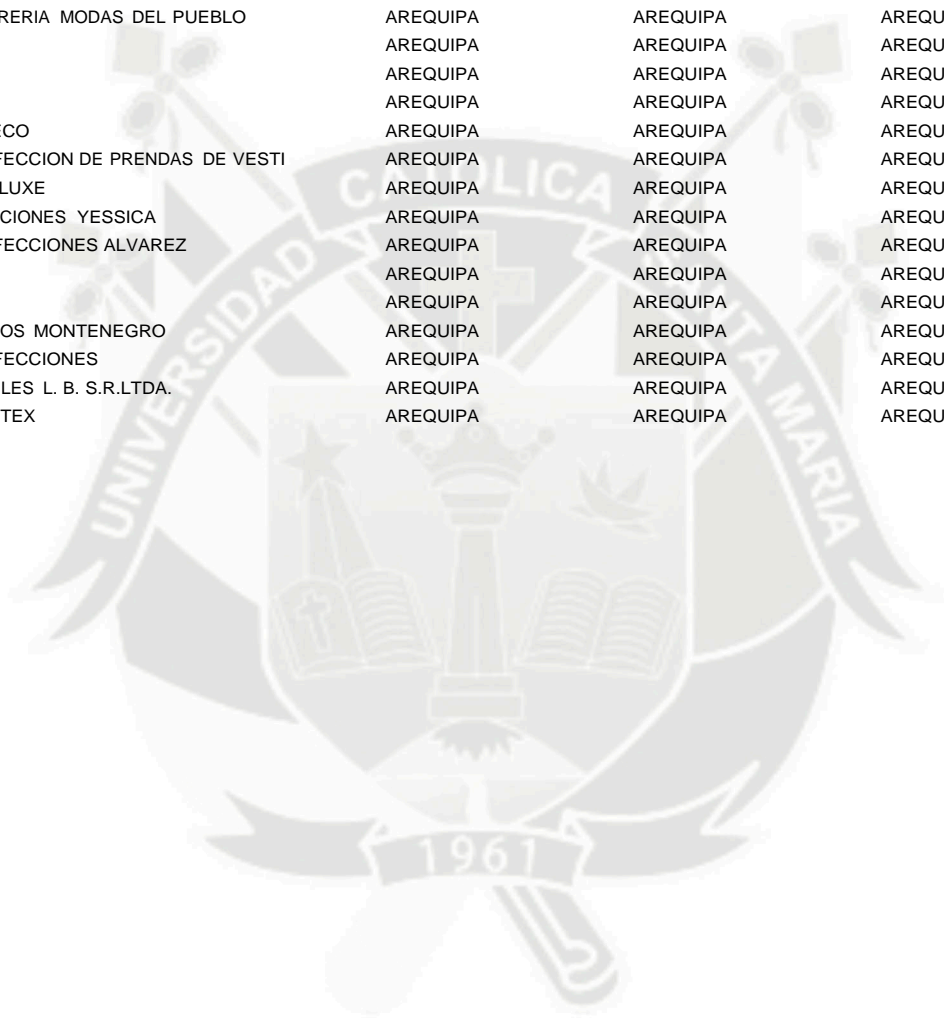 RERIA MODAS DEL PUEBLO AREQUIPA AREQUIPA AREQU
AREQUIPA AREQUIPA AREQU
AREQUIPA AREQUIPA AREQU
AREQUIPA AREQUIPA AREQU
ECO AREQUIPA AREQUIPA AREQU
FECCION DE PRENDAS DE VESTI AREQUIPA AREQUIPA AREQU
LUXE AREQUIPA AREQUIPA AREQU
CIONES YESSICA AREQUIPA AREQUIPA AREQU
FECCIONES ALVAREZ AREQUIPA AREQUIPA AREQU
AREQUIPA AREQUIPA AREQU
AREQUIPA AREQUIPA AREQU
OS MONTENEGRO AREQUIPA AREQUIPA AREQU
FECCIONES AREQUIPA AREQUIPA AREQU
LES L. B. S.R.LTDA. AREQUIPA AREQUIPA AREQU
TEX AREQUIPA AREQUIPA AREQU
UNIVERSIDAD CATOLICA SANTA MARIA
1961